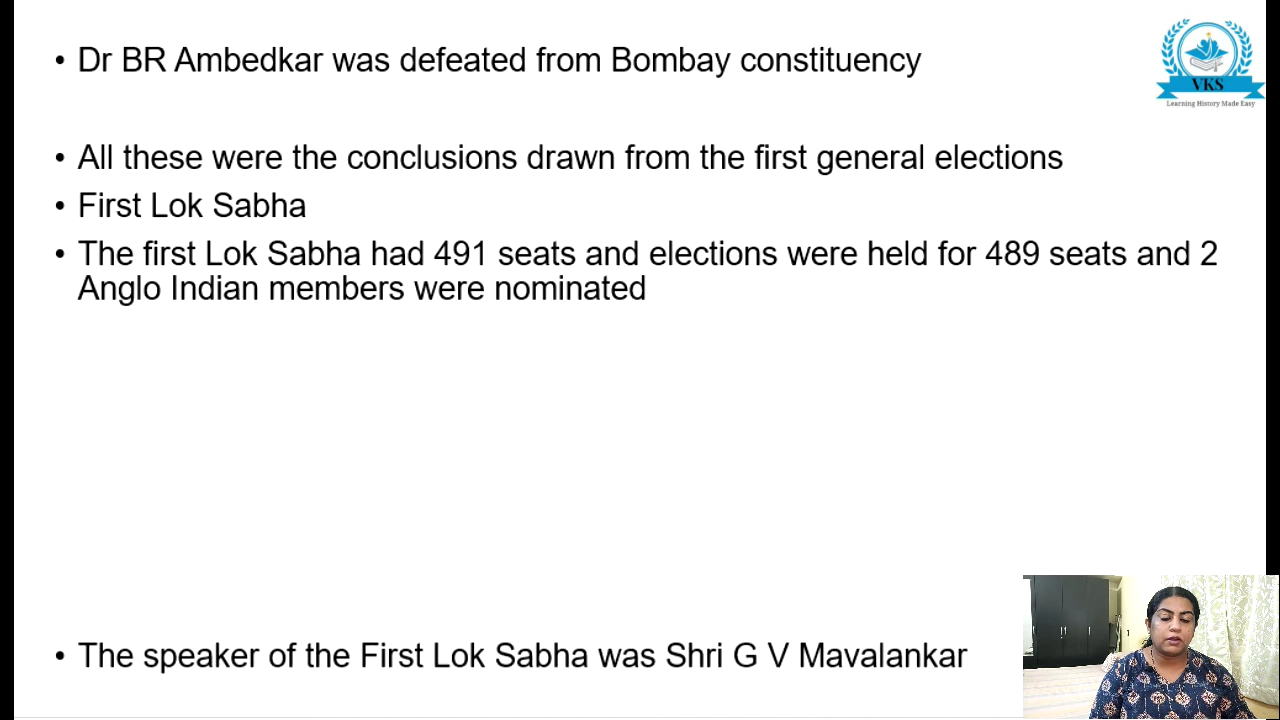 • Dr BR Ambedkar was defeated from Bombay constituency
VKS
Learning History Made Easy
• All these were the conclusions drawn from the first general elections
• First Lok Sabha
• The first Lok Sabha had 491 seats and elections were held for 489 seats and 2
Anglo Indian members were nominated
• The speaker of the First Lok Sabha was Shri G V Mavalankar